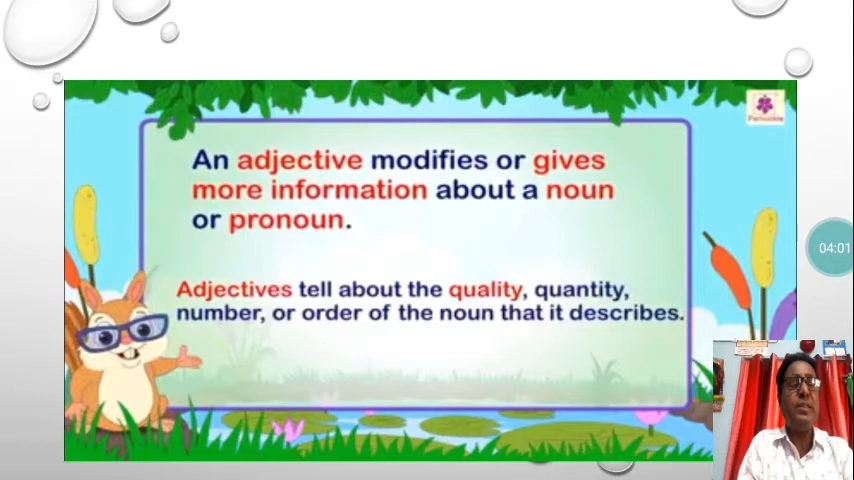 An adjective modifies or gives
more information about a noun
or pronoun.
Adjectives tell about the quality, quantity,
number, or order of the noun that it describes.
Periwinkle
04:01